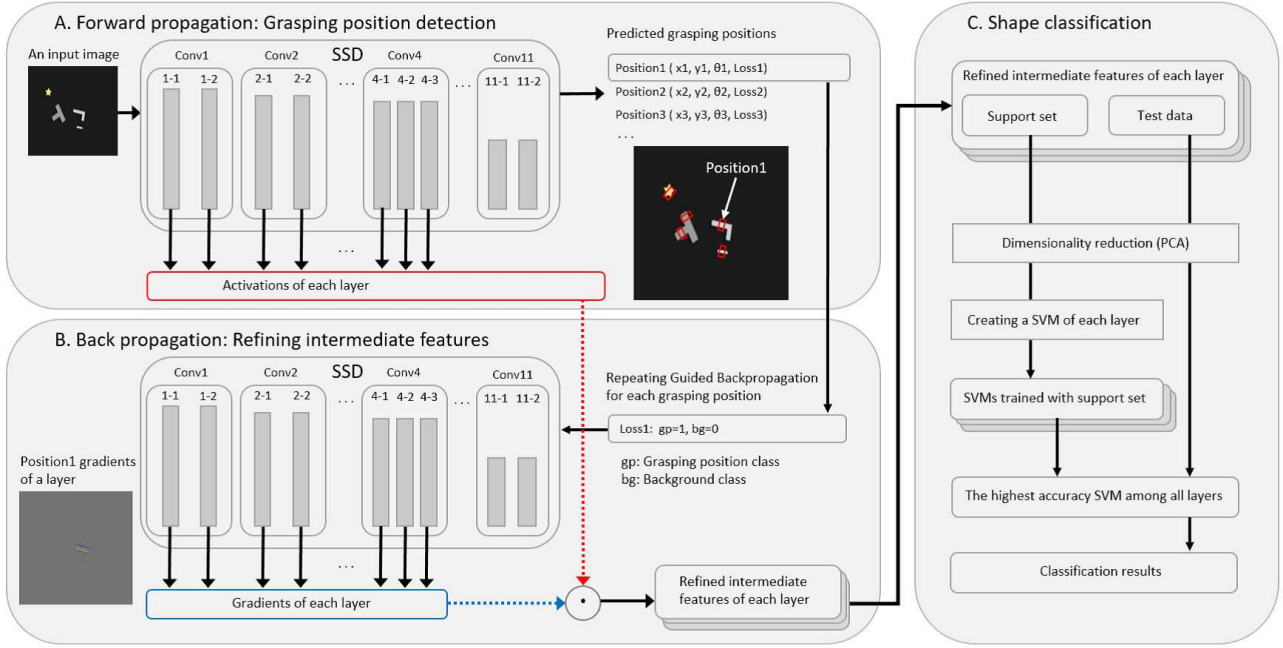 A. Forward propagation: Grasping position detection
An input image
SSD
Conv1
Conv2
Conv4
Conv11
1-1
1-2
2-1
2-2
...
4-1
4-2
4-3
...
11-1
11-2
...
Activations of each layer
Predicted grasping positions
Position1 ( x1, y1, θ1, Loss1)
Position2 ( x2, y2, θ2, Loss2)
Position3 ( x3, y3, θ3, Loss3)
...
Position1
B. Back propagation: Refining intermediate features
SSD
Conv1
Conv2
Conv4
Conv11
1-1
1-2
2-1
2-2
...
4-1
4-2
4-3
...
11-1
11-2
Position1 gradients
of a layer
...
Gradients of each layer
Repeating Guided Backpropagation
for each grasping position
Loss1: gp=1, bg=0
gp: Grasping position class
bg: Background class
Refined intermediate
features of each layer
C. Shape classification
Refined intermediate features of each layer
Support set
Test data
Dimensionality reduction (PCA)
Creating a SVM of each layer
SVMs trained with support set
The highest accuracy SVM among all layers
Classification results